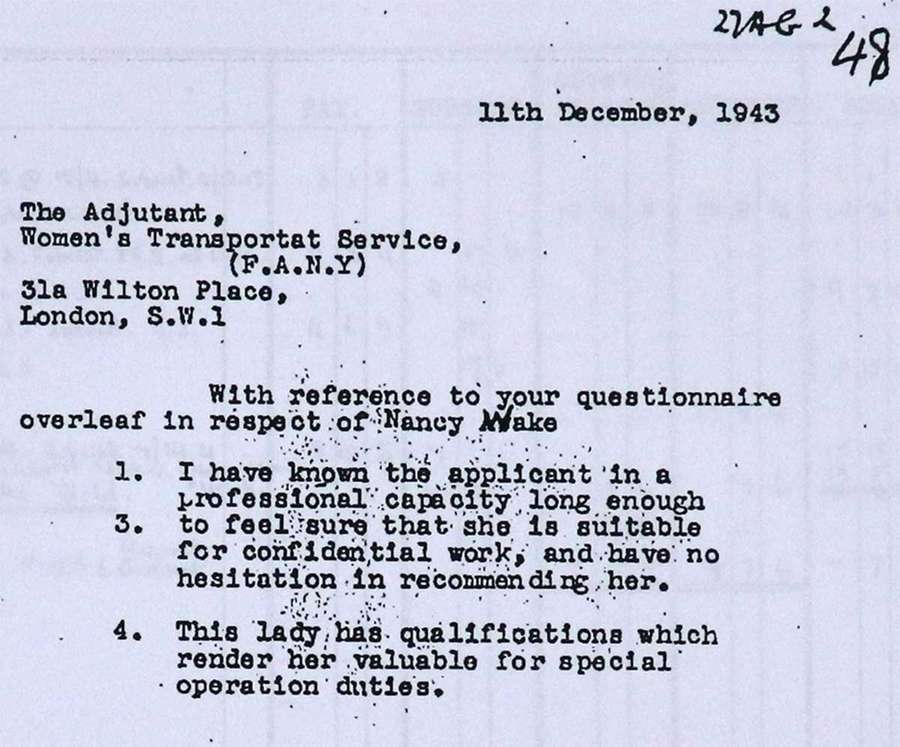 48
11th December, 1943
The Adjutant,
Women's Transportat Service,
(F.A.N.Y)
31a Wilton Place,
London, S.W.1
With reference to your questionnaire
overleaf in respect of Nancy Wake
1. I have known the applicant in a
professional capacity long enough
3. to feel sure that she is suitable
for confidential work, and have no
hesitation in recommending her.
4. This lady has qualifications which
render her valuable for special
operation duties.